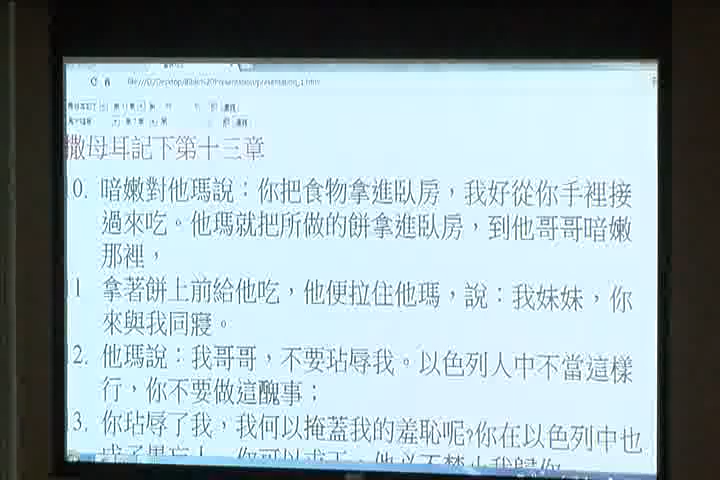 撒母耳記下第十三章
0. 暗嫩對他瑪說：你把食物拿進臥房，我好從你手裡接
過來吃。他瑪就把所做的餅拿進臥房，到他哥哥暗嫩
那裡，
1 拿著餅上前給他吃，他便拉住他瑪，說：我妹妹，你
來與我同寢。
2. 他瑪說：我哥哥，不要玷辱我。以色列人中不當這樣
行，你不要做這醜事；
3. 你玷辱了我，我何以掩蓋我的羞恥呢?你在以色列中也